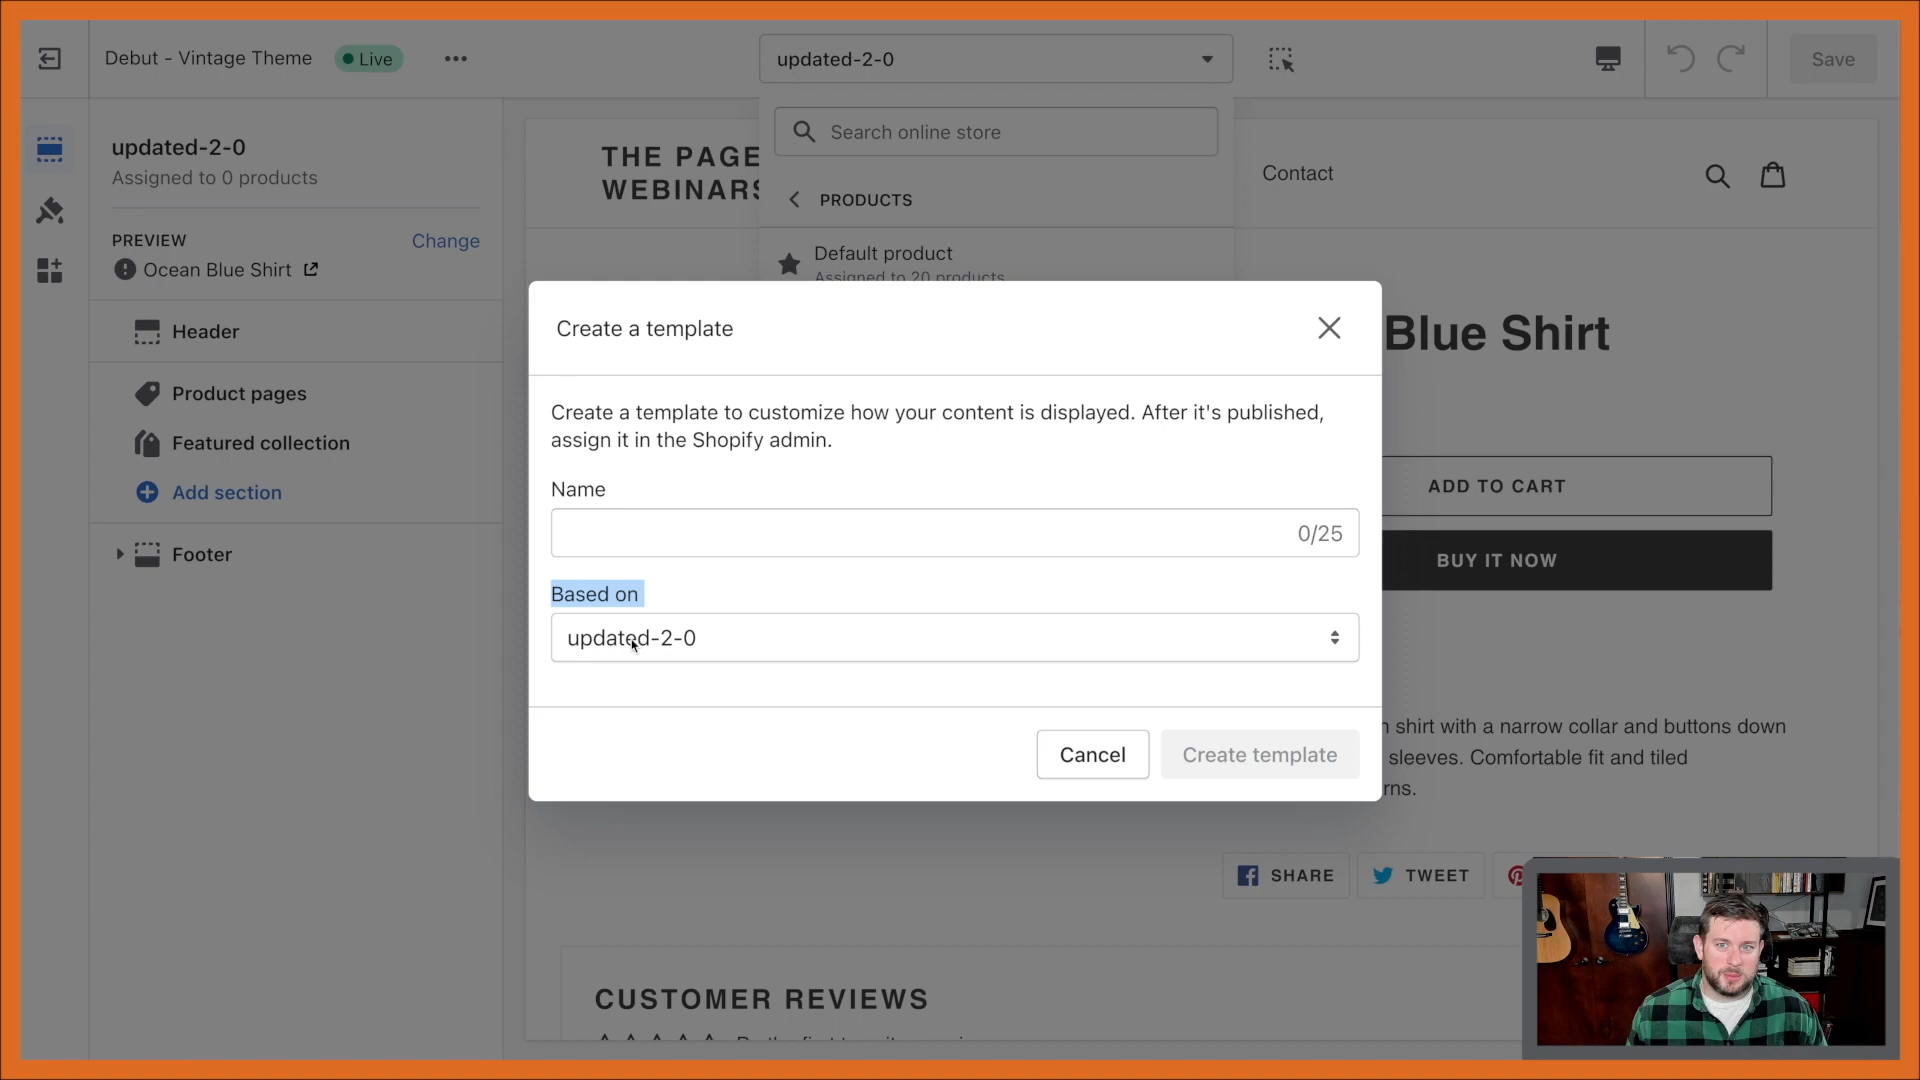 Debut - Vintage Theme
Live
updated-2-0
Save
updated-2-0
Assigned to 0 products
PREVIEW
Change
Ocean Blue Shirt
Header
Product pages
Featured collection
Add section
Footer
Search online store
PRODUCTS
Default product
Assigned to 20 products
THE PAGE
WEBINARS
Contact
Blue Shirt
ADD TO CART
BUY IT NOW
Create a template
Create a template to customize how your content is displayed. After it's published,
assign it in the Shopify admin.
Name
0/25
Based on
updated-2-0
Cancel
Create template
shirt with a narrow collar and buttons down
sleeves. Comfortable fit and tiled
rns.
SHARE
TWEET
CUSTOMER REVIEWS